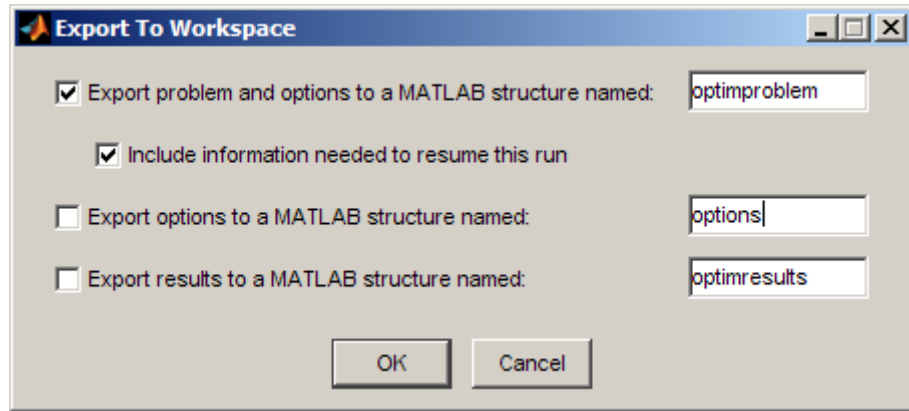 Export To Workspace
Export problem and options to a MATLAB structure named: optimproblem
Include information needed to resume this run
Export options to a MATLAB structure named: options
Export results to a MATLAB structure named: optimresults
OK Cancel